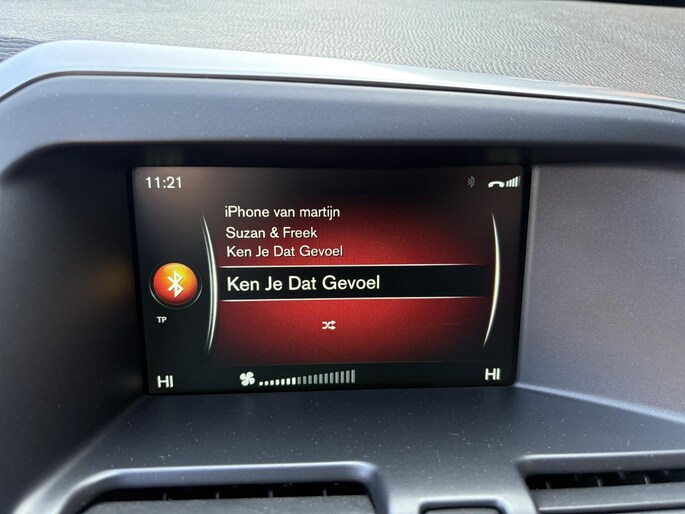 11:21
iPhone van martijn
Suzan & Freek
Ken Je Dat Gevoel
Ken Je Dat Gevoel
TP
HI
HI